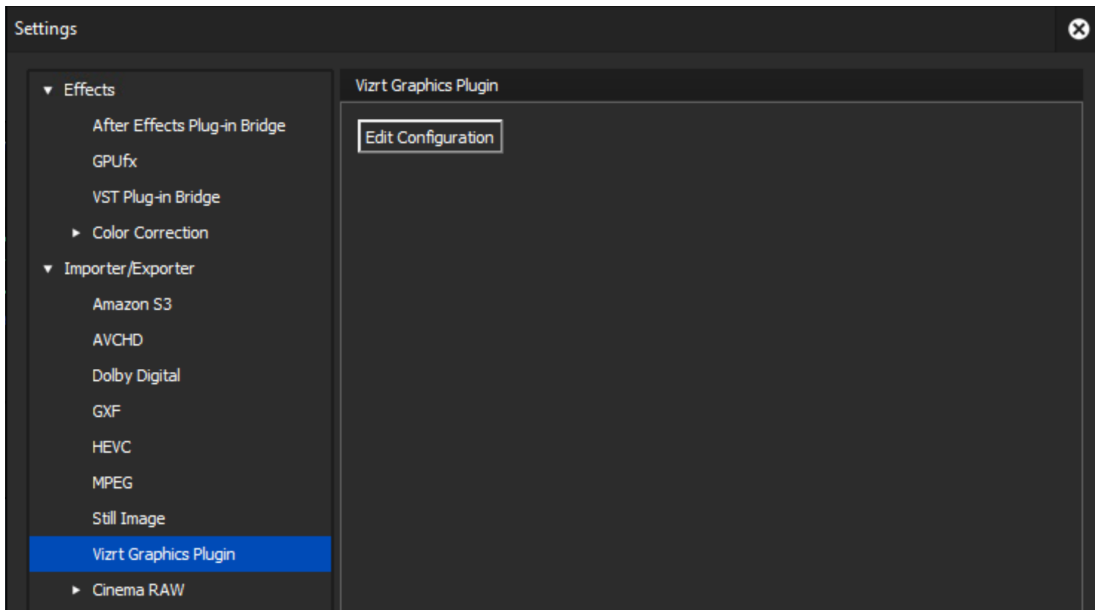 Settings
Effects
After Effects Plug-in Bridge
GPUfx
VST Plug-in Bridge
Color Correction
Importer/Exporter
Amazon S3
AVCHD
Dolby Digital
GXF
HEVC
MPEG
Still Image
Vizrt Graphics Plugin
Cinema RAW
Vizrt Graphics Plugin
Edit Configuration